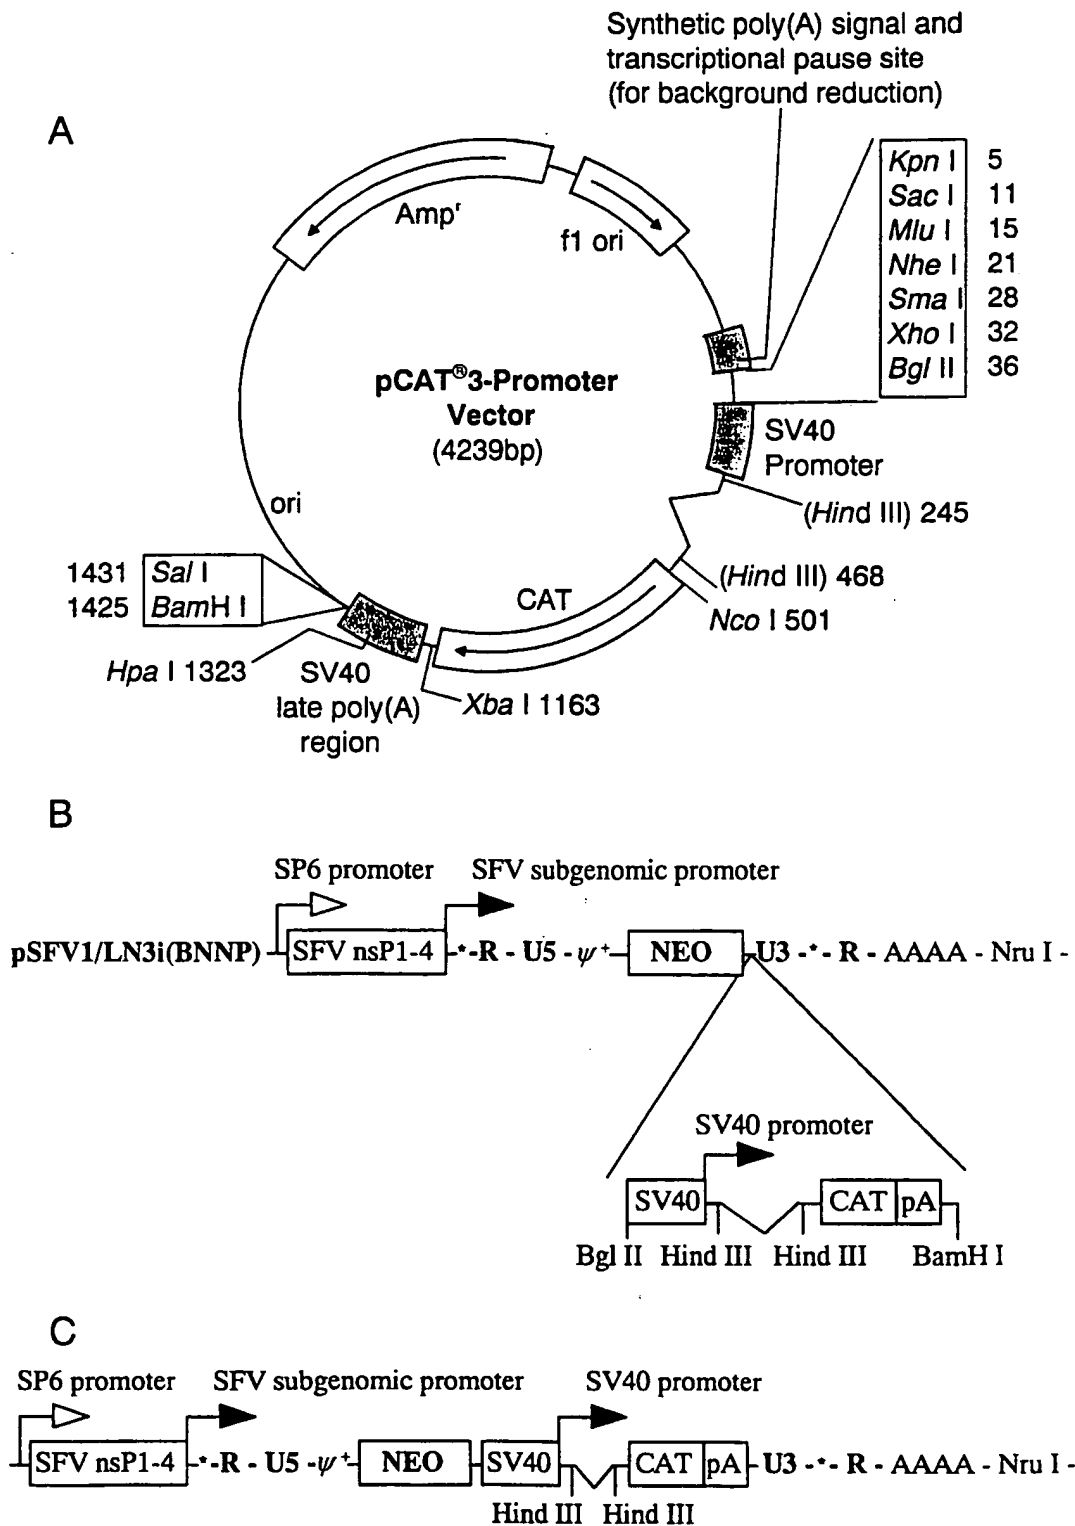 Synthetic poly(A) signal and
transcriptional pause site
(for background reduction)
A
Kpn I 5
Sac I 11
Mlu I 15
Nhe I 21
Sma I 28
Xho I 32
Bgl II 36
Ampʳ
f1 ori
pCAT®3-Promoter
Vector
(4239bp)
SV40
Promoter
(Hind III) 245
ori
(Hind III) 468
Nco I 501
CAT
1431 Sal I
1425 BamH I
Hpa I 1323
SV40
late poly(A)
region
Xba I 1163
B
SP6 promoter SFV subgenomic promoter
pSFV1/LN3i(BNNP) SFV nsP1-4 *-R - U5 - ψ⁺ NEO U3 -*- R - AAAA - Nru I -
SV40 promoter
SV40 CAT pA
Bgl II Hind III Hind III BamH I
C
SP6 promoter SFV subgenomic promoter SV40 promoter
SFV nsP1-4 *-R - U5 -ψ⁺ NEO SV40 CAT pA U3 -*- R - AAAA - Nru I -
Hind III Hind III